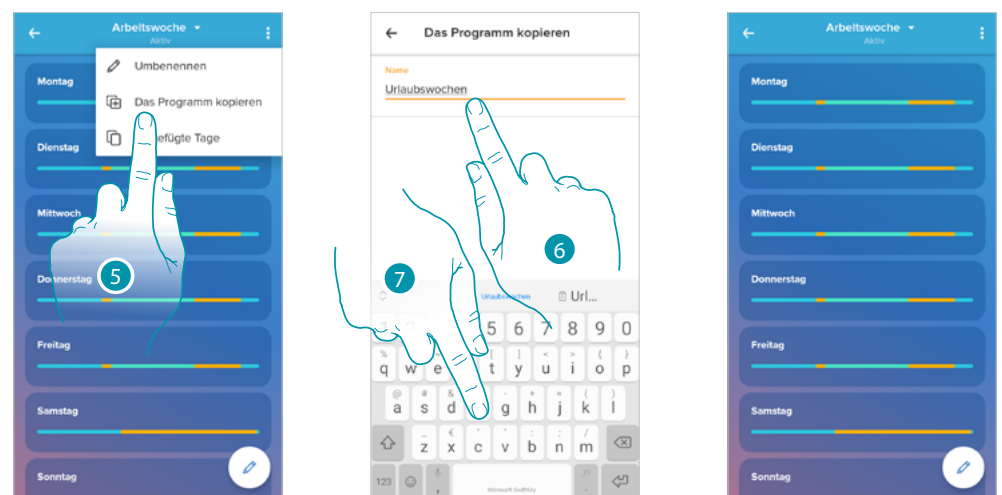 Arbeitswoche
Aktiv
Umbenennen
Das Programm kopieren
efügte Tage
Montag
Dienstag
Mittwoch
Donnerstag
Freitag
Samstag
Sonntag
5
Das Programm kopieren
Name
Urlaubswochen
6
7
Urlaubswochen
Url...
5 6 7 8 9 0
% [ ] < > { }
q w e t y u i o p
@ # & - + = ( )
a s d g h j k l
_ € " ' : ; /
z x c v b n m
123 , Microsoft SwiftKey .
Arbeitswoche
Aktiv
Montag
Dienstag
Mittwoch
Donnerstag
Freitag
Samstag
Sonntag